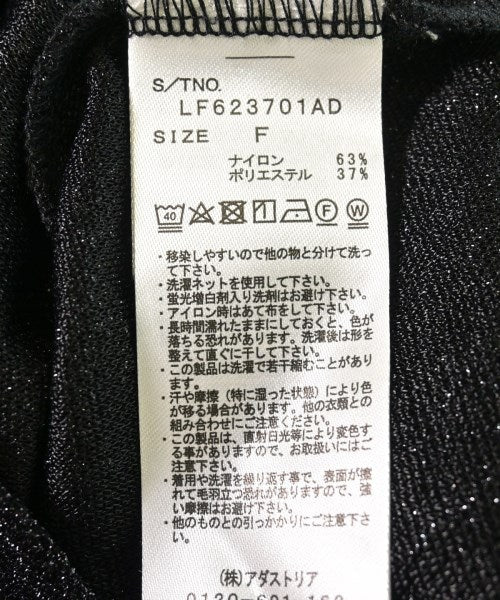 S/TNO.
LF623701AD
SIZE F
ナイロン 63%
ポリエステル 37%
40 F W
・移染しやすいので他の物と分けて洗っ
て下さい。
・洗濯ネットを使用して下さい。
・蛍光増白剤入り洗剤はお避け下さい。
・アイロン時はあて布をして下さい。
・長時間濡れたままにしておくと、色が
落ちる恐れがあります。洗濯後は形を
整えて直ぐに干して下さい。
・この製品は洗濯で若干縮むことがあり
ます。
・汗や摩擦（特に湿った状態）により色
が移る場合があります。他の衣類との
組み合わせにご注意ください。
・この製品は、直射日光等により変色す
る事がありますので、お取扱いにはご
注意下さい。
・着用や洗濯を繰り返す事で、表面が擦
れて毛羽立つ恐れがありますので、強
い摩擦はお避け下さい。
・他のものとの引っかかりにご注意下さ
い。
(株)アダストリア